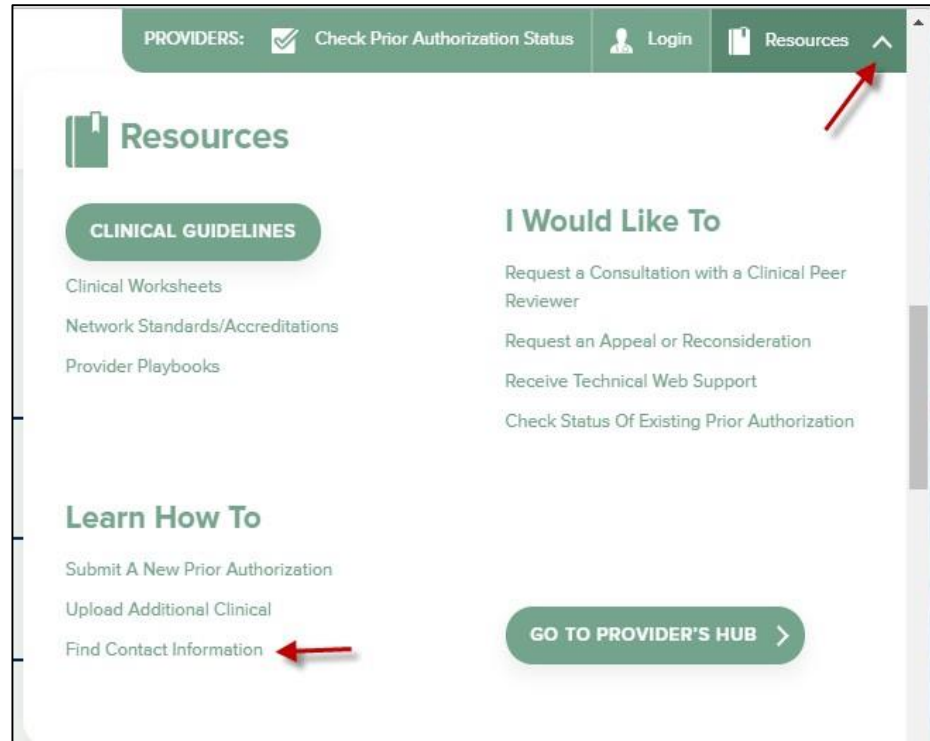 PROVIDERS: Check Prior Authorization Status Login Resources
Resources
CLINICAL GUIDELINES
Clinical Worksheets
Network Standards/Accreditations
Provider Playbooks
I Would Like To
Request a Consultation with a Clinical Peer
Reviewer
Request an Appeal or Reconsideration
Receive Technical Web Support
Check Status Of Existing Prior Authorization
Learn How To
Submit A New Prior Authorization
Upload Additional Clinical
Find Contact Information
GO TO PROVIDER'S HUB